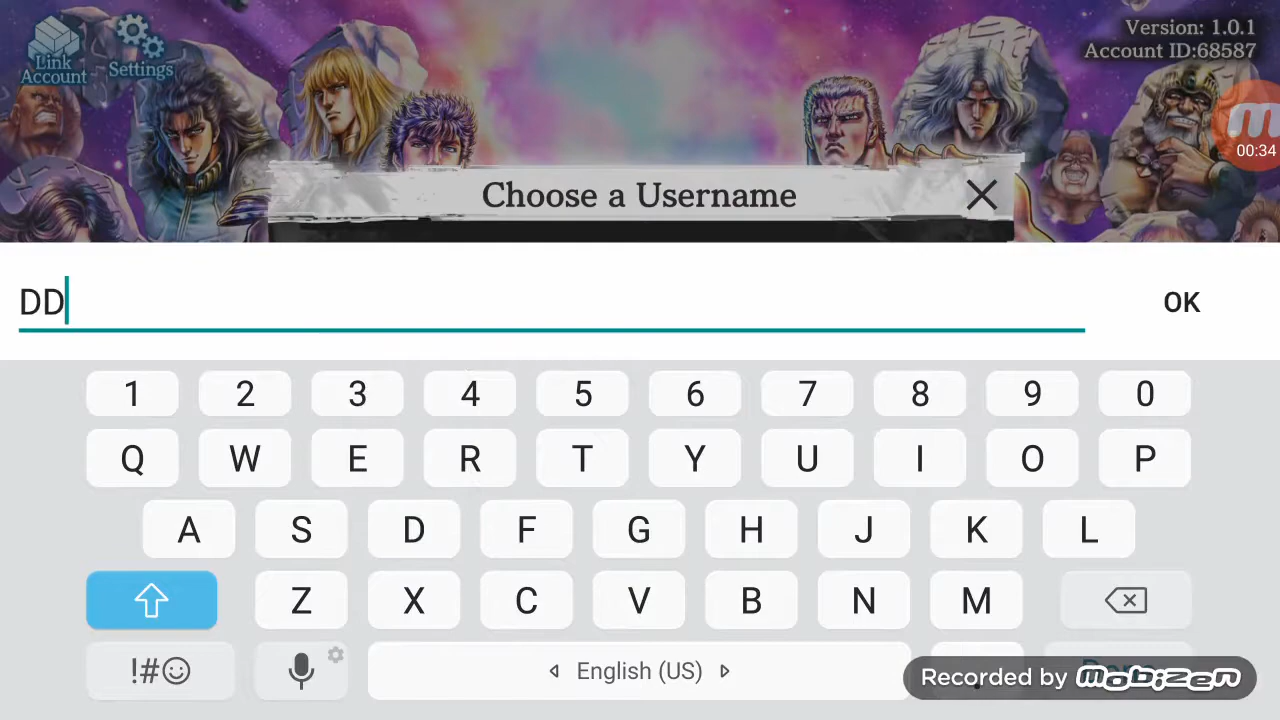 Link
Account
Settings
Version: 1.0.1
Account ID:68587
00:34
Choose a Username
DD
OK
1 2 3 4 5 6 7 8 9 0
Q W E R T Y U I O P
A S D F G H J K L
Z X C V B N M
!#☺
English (US)
Recorded by mobizen